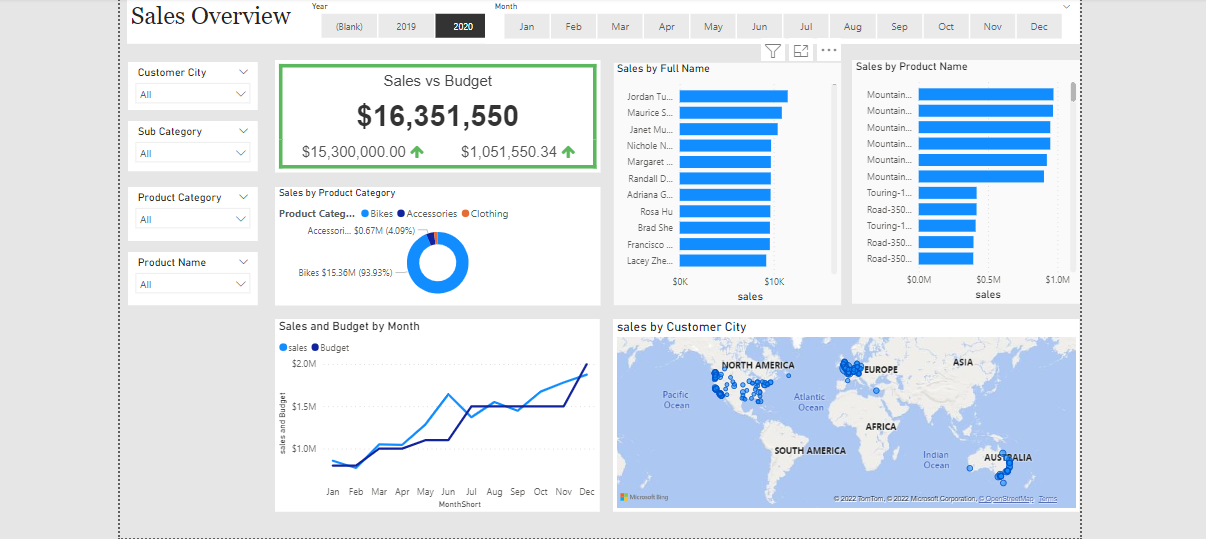 Sales Overview
Year
(Blank) 2019 2020
Month
Jan Feb Mar Apr May Jun Jul Aug Sep Oct Nov Dec
Customer City
All
Sub Category
All
Product Category
All
Product Name
All
Sales vs Budget
$16,351,550
$15,300,000.00 $1,051,550.34
Sales by Product Category
Product Categ... Bikes Accessories Clothing
Accessori... $0.67M (4.09%)
Bikes $15.36M (93.93%)
Sales by Full Name
Jordan Tu...
Maurice S...
Janet Mu...
Nichole N...
Margaret ...
Randall D...
Adriana G...
Rosa Hu
Brad She
Francisco ...
Lacey Zhe...
$0K $10K
sales
Sales by Product Name
Mountain...
Mountain...
Mountain...
Mountain...
Mountain...
Mountain...
Touring-1...
Road-350...
Touring-1...
Road-350...
Road-350...
$0.0M $0.5M $1.0M
sales
Sales and Budget by Month
sales Budget
sales and Budget
$2.0M
$1.5M
$1.0M
Jan Feb Mar Apr May Jun Jul Aug Sep Oct Nov Dec
MonthShort
sales by Customer City
NORTH AMERICA
EUROPE
ASIA
Pacific
Ocean
Atlantic
Ocean
AFRICA
SOUTH AMERICA
Indian
Ocean
AUSTRALIA
Microsoft Bing
© 2022 TomTom, © 2022 Microsoft Corporation, © OpenStreetMap Terms